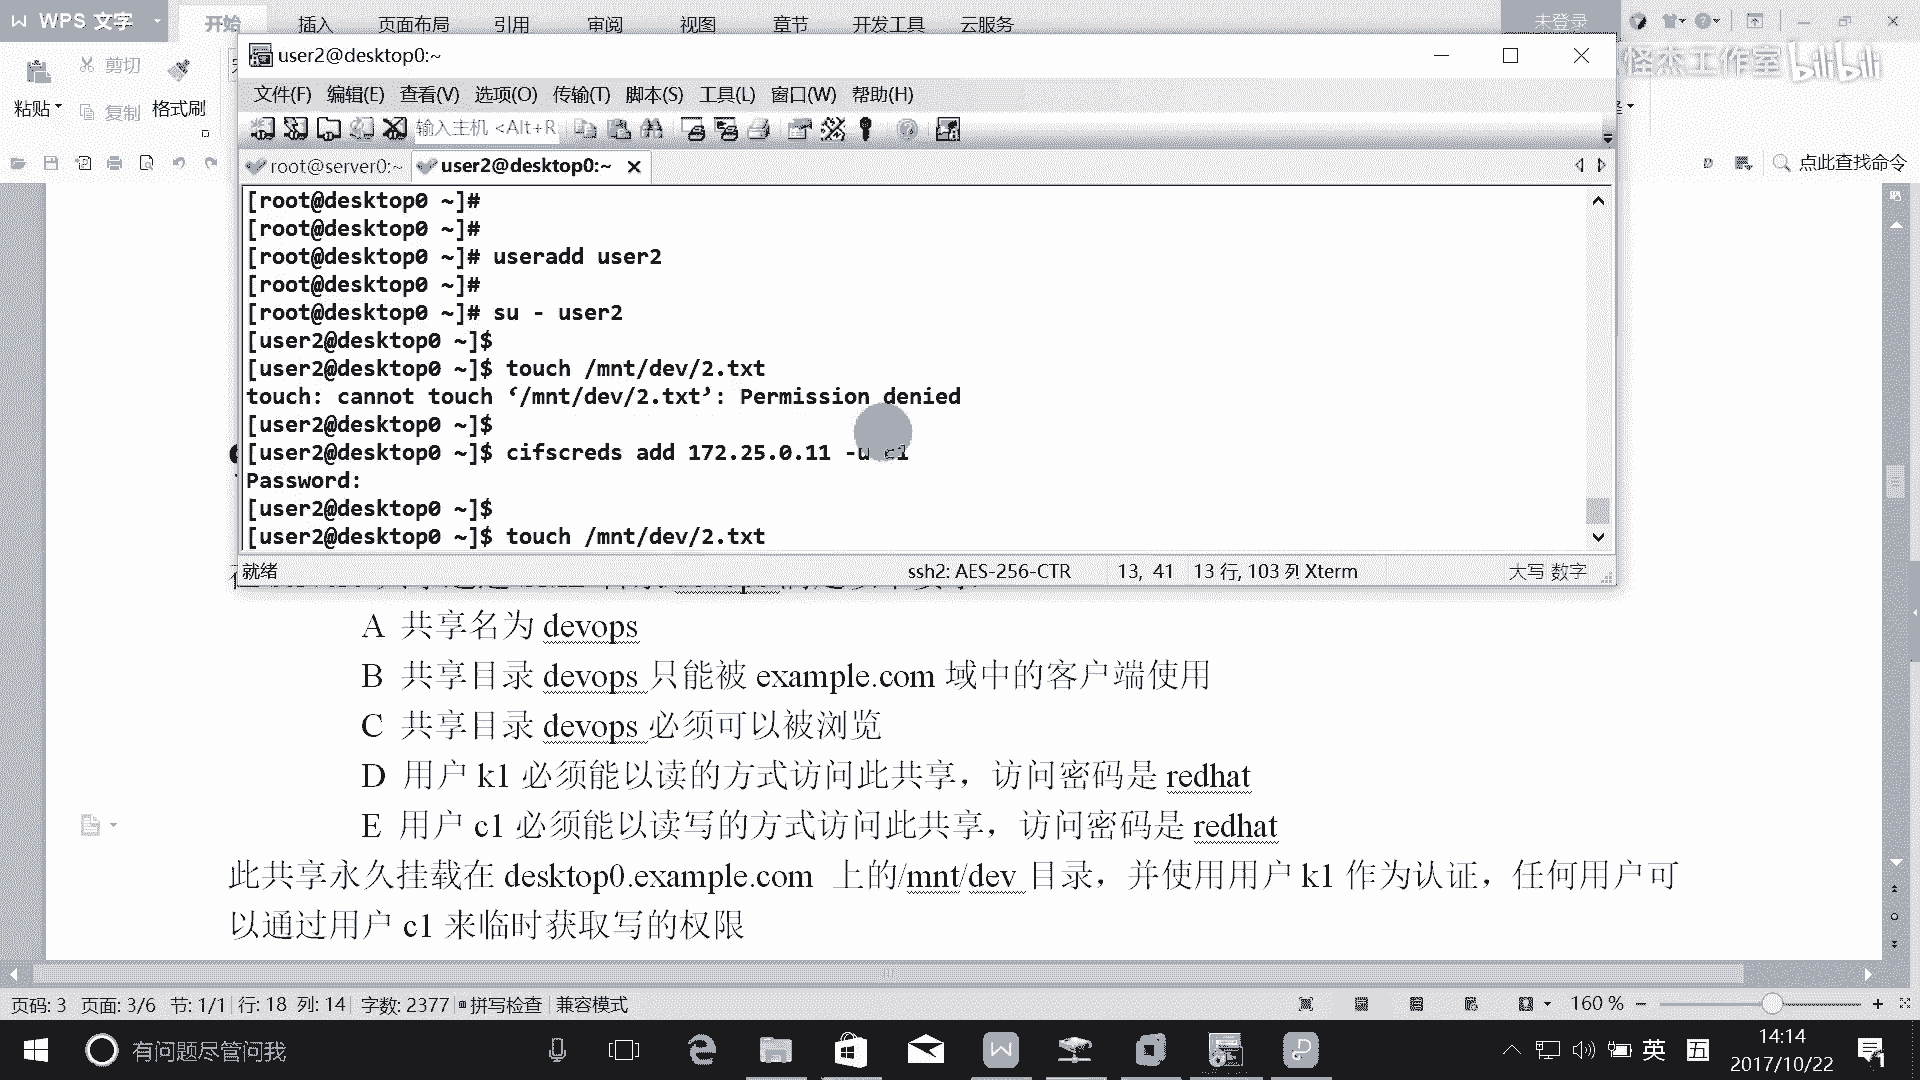 WPS 文字
开始 插入 页面布局 引用 审阅 视图 章节 开发工具 云服务
未登录
怪杰工作室 bilibili
粘贴 剪切 复制 格式刷
点此查找命令
user2@desktop0:~
文件(F) 编辑(E) 查看(V) 选项(O) 传输(T) 脚本(S) 工具(L) 窗口(W) 帮助(H)
输入主机 <Alt+R
root@server0:~ user2@desktop0:~
[root@desktop0 ~]#
[root@desktop0 ~]#
[root@desktop0 ~]# useradd user2
[root@desktop0 ~]#
[root@desktop0 ~]# su - user2
[user2@desktop0 ~]$
[user2@desktop0 ~]$ touch /mnt/dev/2.txt
touch: cannot touch ‘/mnt/dev/2.txt’: Permission denied
[user2@desktop0 ~]$
[user2@desktop0 ~]$ cifscreds add 172.25.0.11 -u c1
Password:
[user2@desktop0 ~]$
[user2@desktop0 ~]$ touch /mnt/dev/2.txt
就绪 ssh2: AES-256-CTR 13, 41 13 行, 103 列 Xterm 大写 数字
A 共享名为 devops
B 共享目录 devops 只能被 example.com 域中的客户端使用
C 共享目录 devops 必须可以被浏览
D 用户 k1 必须能以读的方式访问此共享，访问密码是 redhat
E 用户 c1 必须能以读写的方式访问此共享，访问密码是 redhat
此共享永久挂载在 desktop0.example.com 上的/mnt/dev 目录，并使用用户 k1 作为认证，任何用户可
以通过用户 c1 来临时获取写的权限
页码: 3 页面: 3/6 节: 1/1 行: 18 列: 14 字数: 2377 拼写检查 兼容模式
160 %
有问题尽管问我
英 五
14:14
2017/10/22